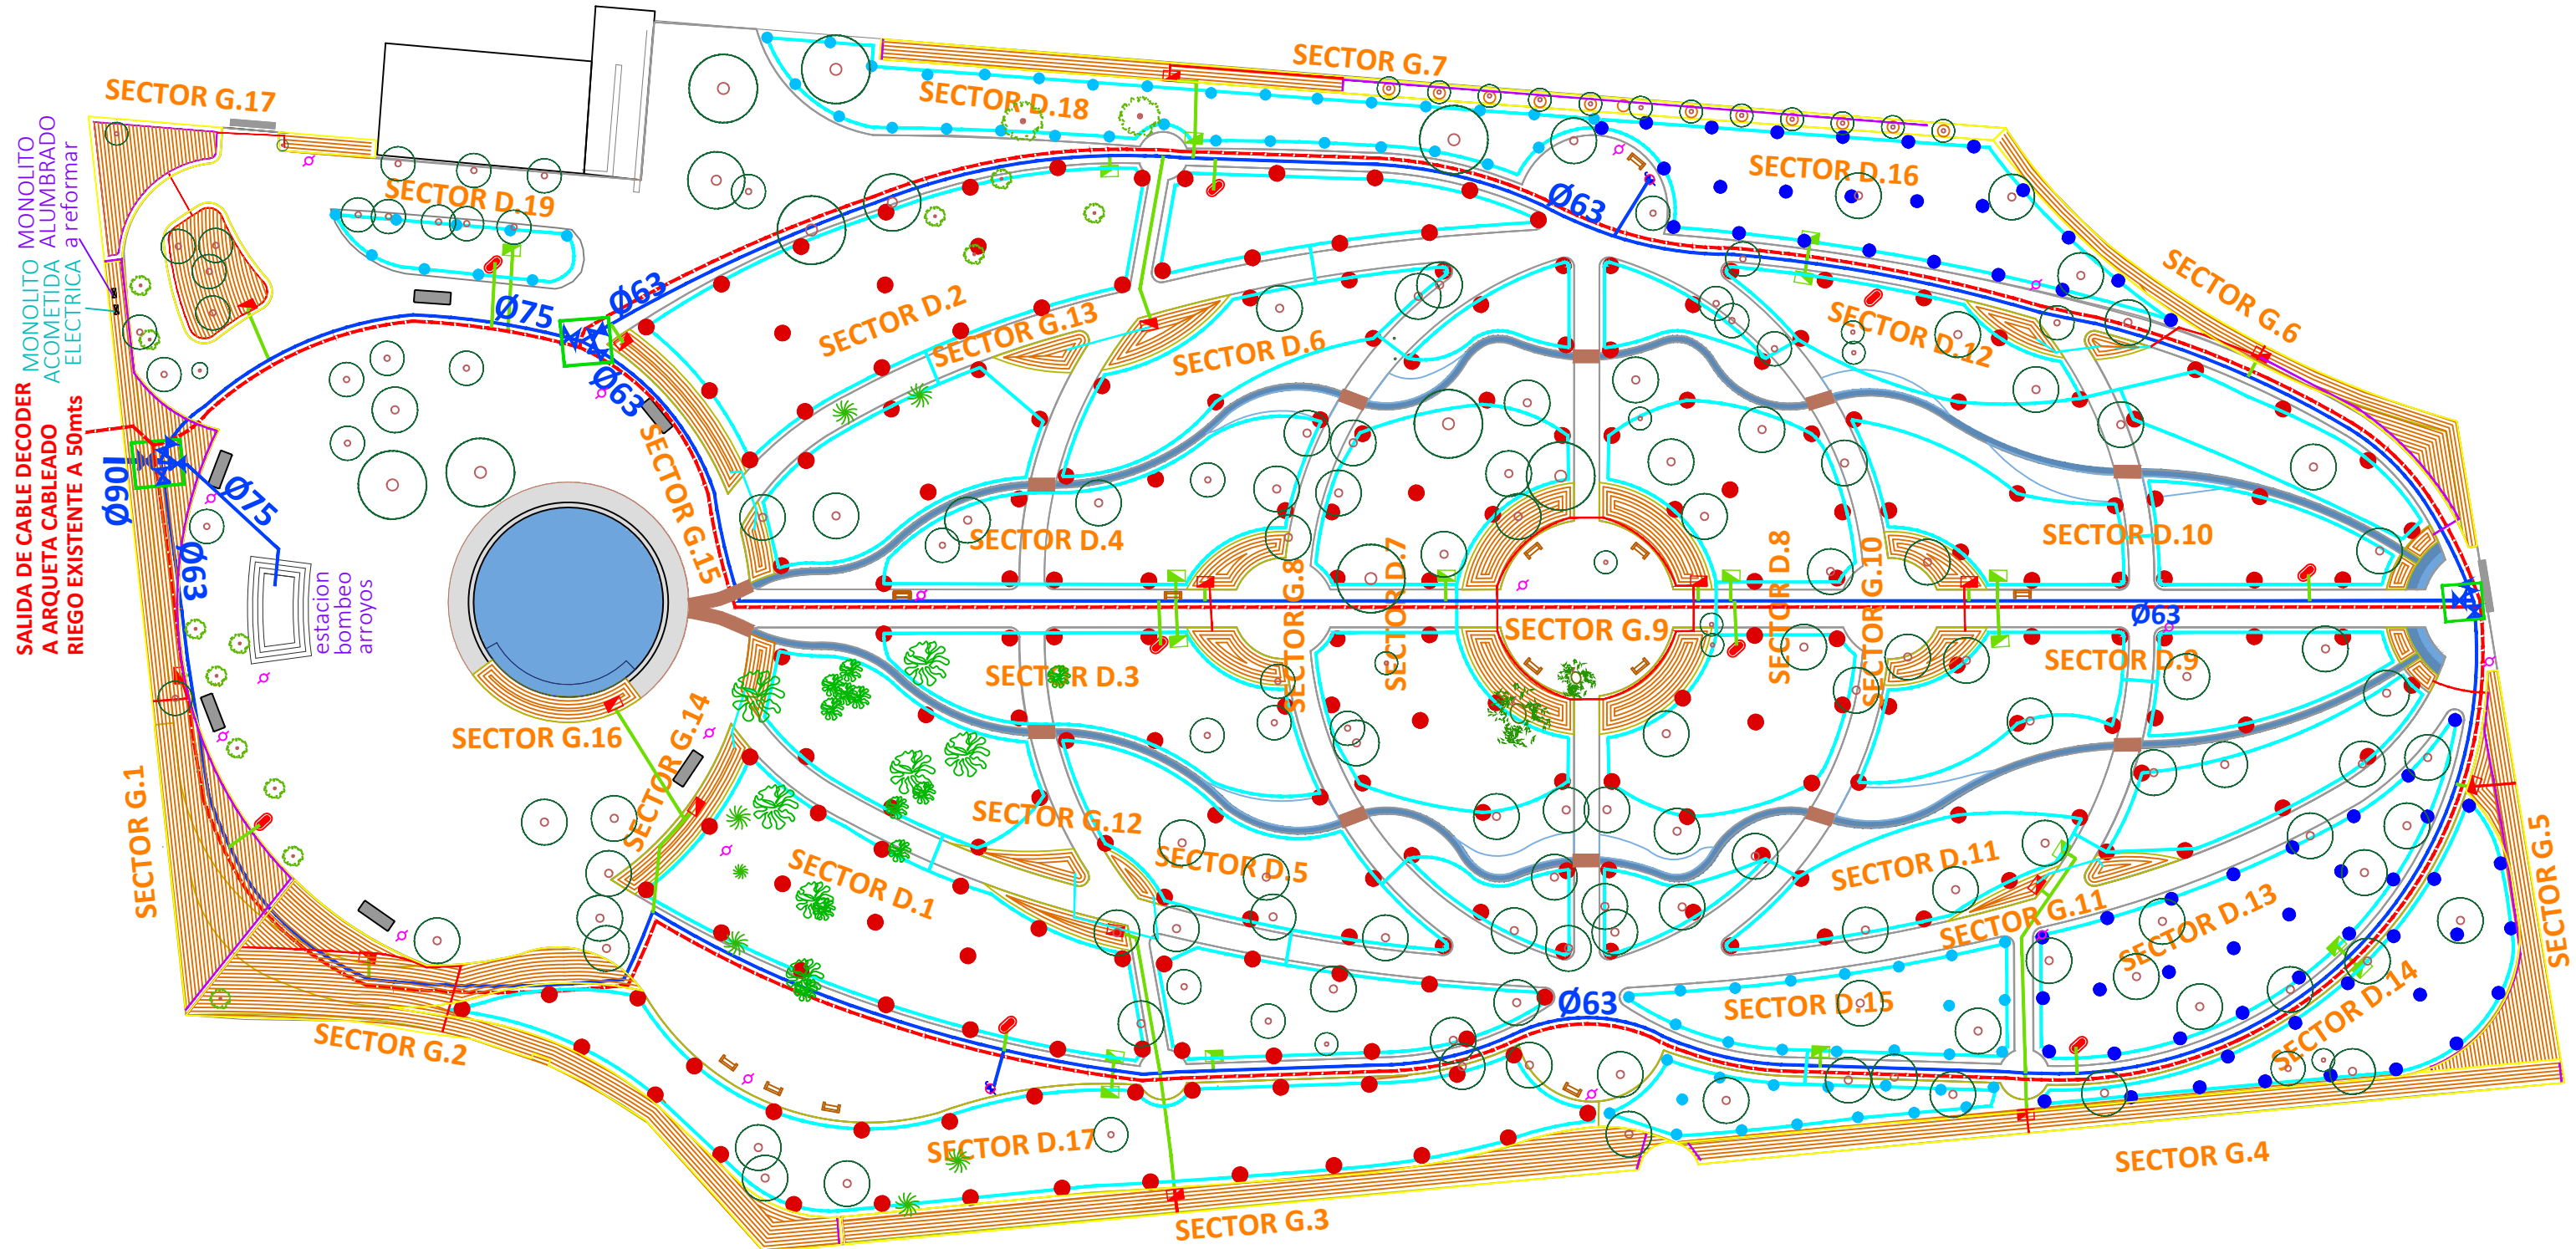 SECTOR G.7
SECTOR G.17
SECTOR D.18
SECTOR D.16
SECTOR D.19
Ø63
MONOLITO
ALUMBRADO
a reformar
MONOLITO
ACOMETIDA
ELECTRICA
Ø75
Ø63
SECTOR G.6
SECTOR D.2
SECTOR G.13
SECTOR D.6
SECTOR D.12
SALIDA DE CABLE DECODER
A ARQUETA CABLEADO
RIEGO EXISTENTE A 50mts
Ø63
Ø90I
Ø75
SECTOR G.15
SECTOR D.4
SECTOR D.10
Ø63
estacion
bombeo
arroyos
SECTOR G.8
SECTOR D.7
SECTOR G.9
SECTOR D.8
SECTOR G.10
Ø63
SECTOR D.3
SECTOR D.9
SECTOR G.16
SECTOR G.14
SECTOR G.1
SECTOR G.12
SECTOR D.5
SECTOR D.1
SECTOR D.11
SECTOR G.11
SECTOR D.13
SECTOR G.5
SECTOR D.14
Ø63
SECTOR D.15
SECTOR G.2
SECTOR D.17
SECTOR G.4
SECTOR G.3